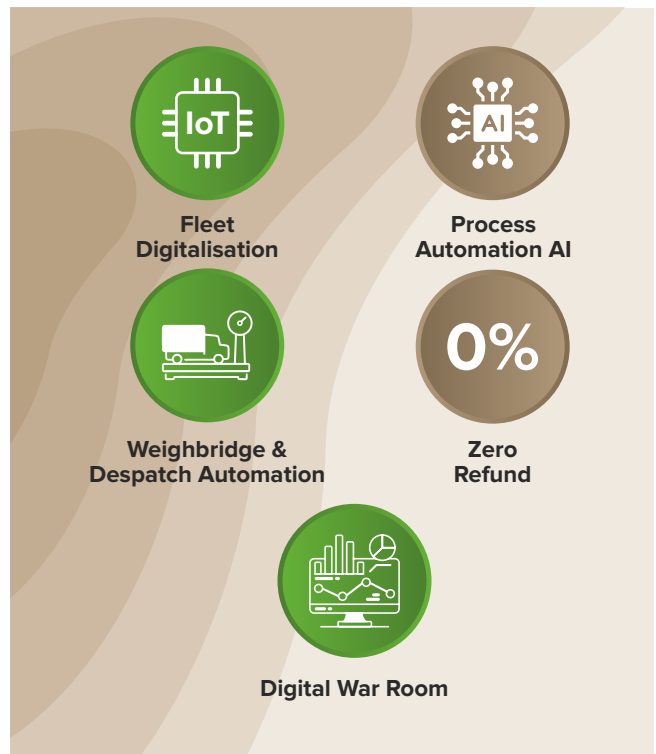 IoT
Fleet
Digitalisation
AI
Process
Automation AI
Weighbridge &
Despatch Automation
0%
Zero
Refund
Digital War Room